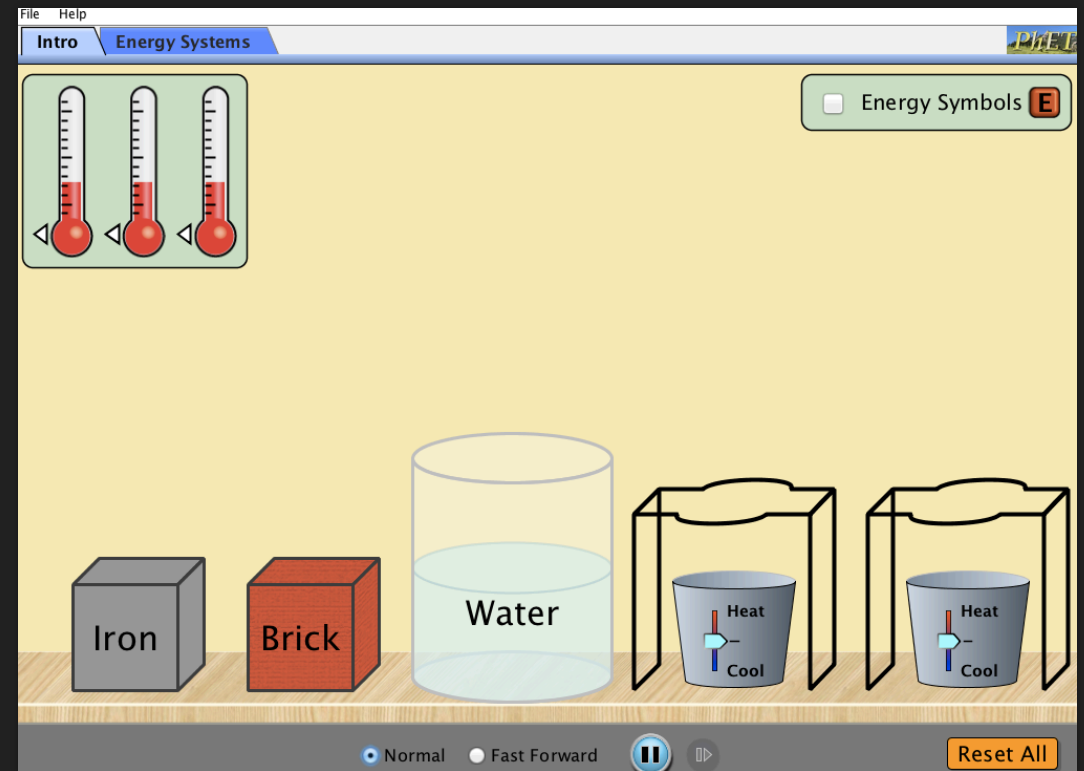 File Help
Intro Energy Systems
PhET
Energy Symbols E
Iron
Brick
Water
Heat
Cool
Heat
Cool
Normal Fast Forward
Reset All